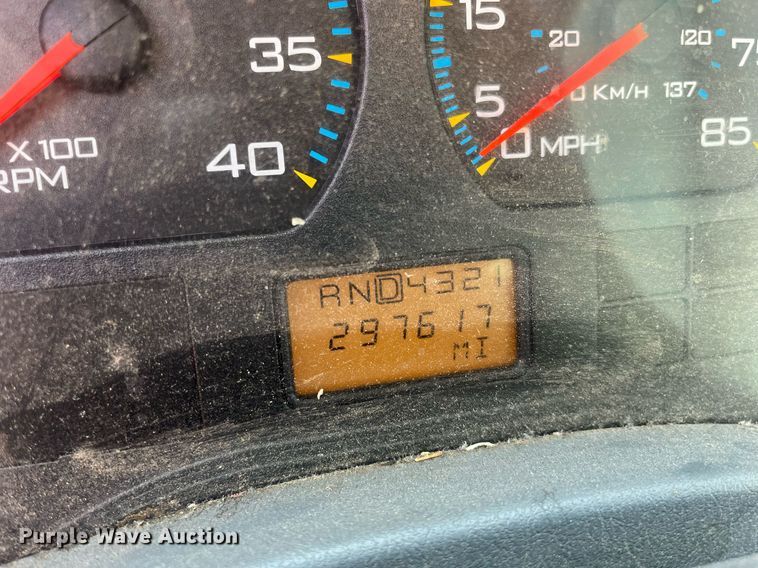 15
35
20
120
75
5
0 KM/H
137
X100
RPM
40
0 MPH
85
RND4321
297617
MI
Purple Wave Auction